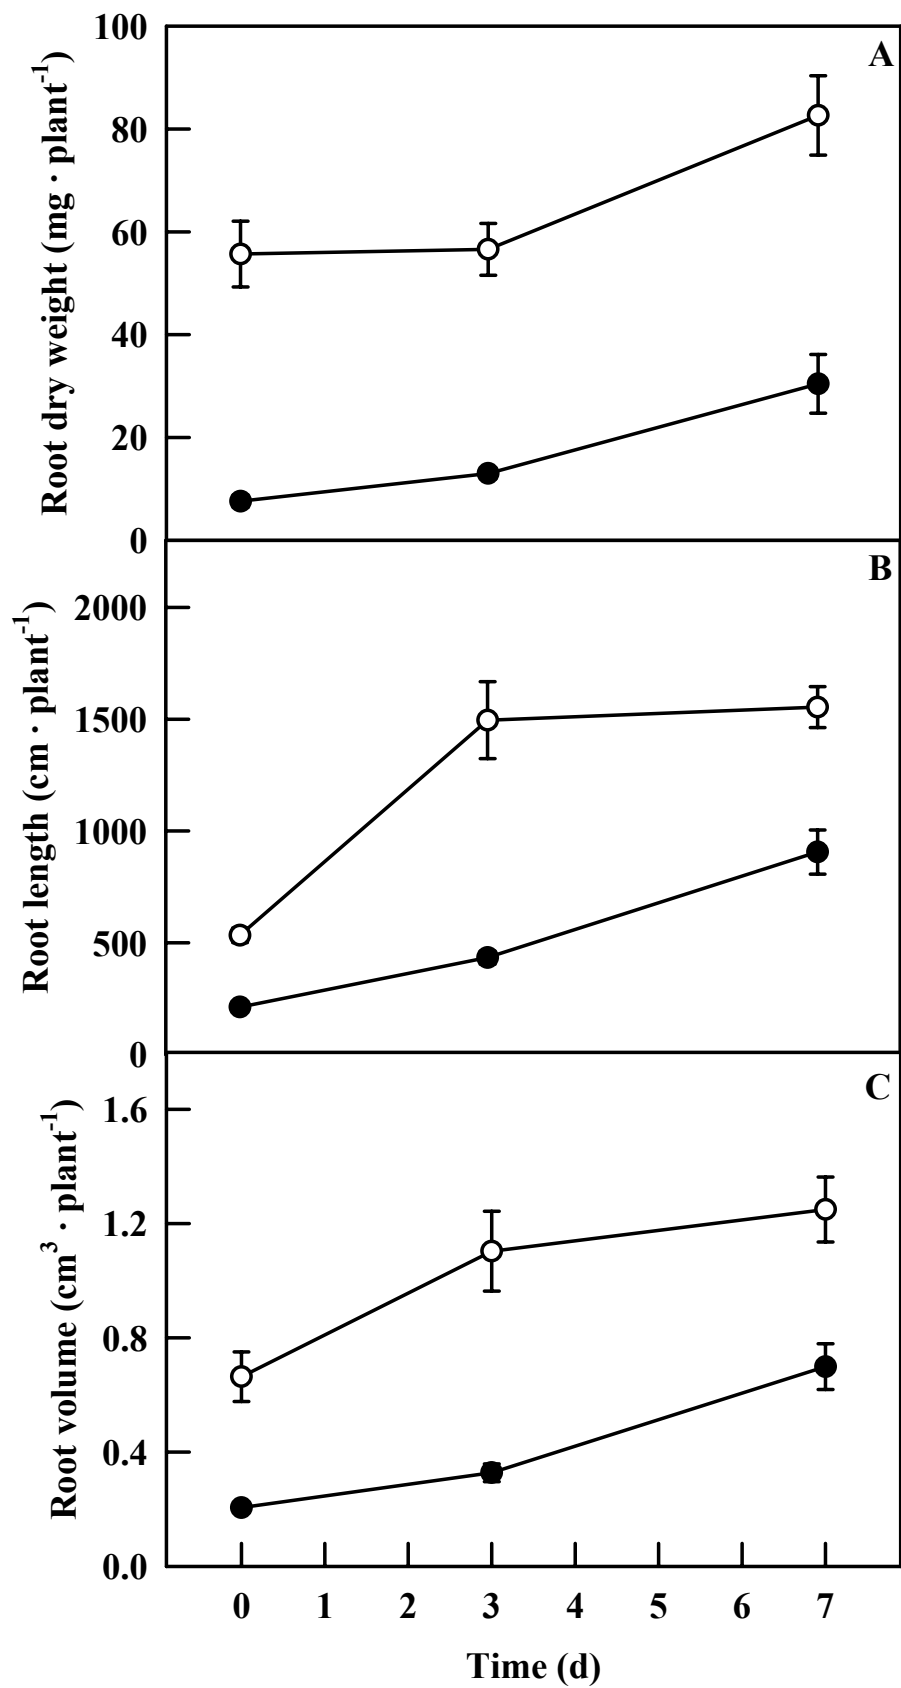 A
Root dry weight (mg · plant⁻¹)
100
80
60
40
20
0
B
Root length (cm · plant⁻¹)
2000
1500
1000
500
0
C
Root volume (cm³ · plant⁻¹)
1.6
1.2
0.8
0.4
0.0
0 1 2 3 4 5 6 7
Time (d)